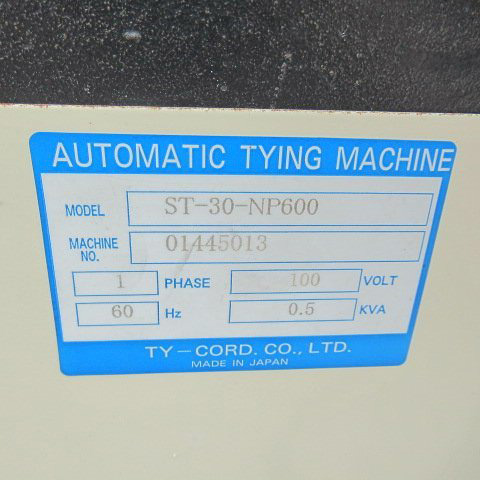 AUTOMATIC TYING MACHINE
MODEL ST-30-NP600
MACHINE NO. 01445013
1 PHASE 100 VOLT
60 Hz 0.5 KVA
TY-CORD. CO., LTD.
MADE IN JAPAN